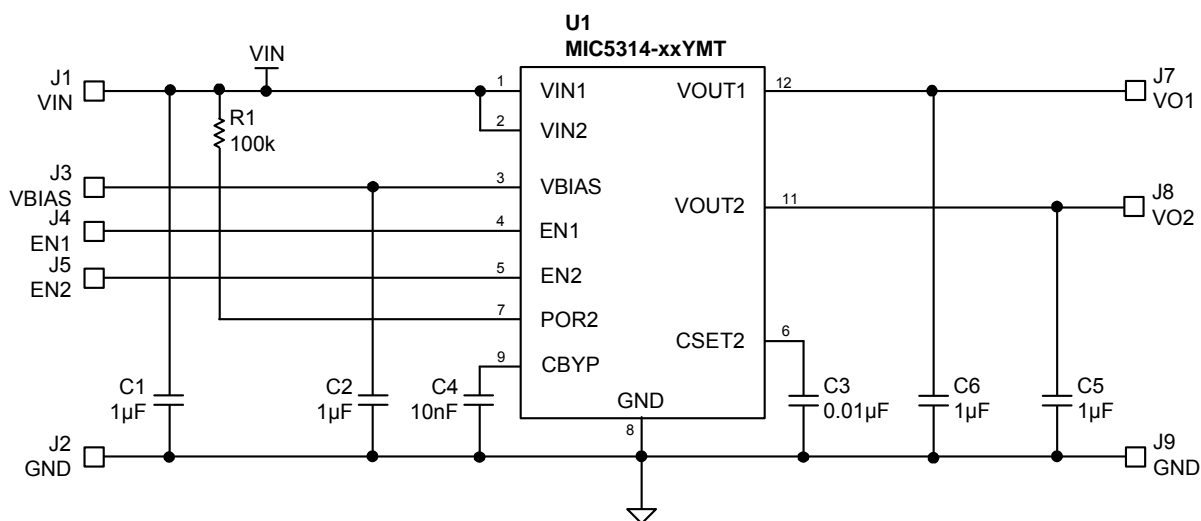 U1
MIC5314-xxYMT
VIN
J1
VIN
1
VIN1
VOUT1
12
J7
VO1
R1
100k
2
VIN2
J3
VBIAS
3
VBIAS
J4
EN1
4
EN1
VOUT2
11
J8
VO2
J5
EN2
5
EN2
7
POR2
6
CSET2
9
CBYP
C1
1µF
C2
1µF
C4
10nF
GND
8
C3
0.01µF
C6
1µF
C5
1µF
J2
GND
J9
GND